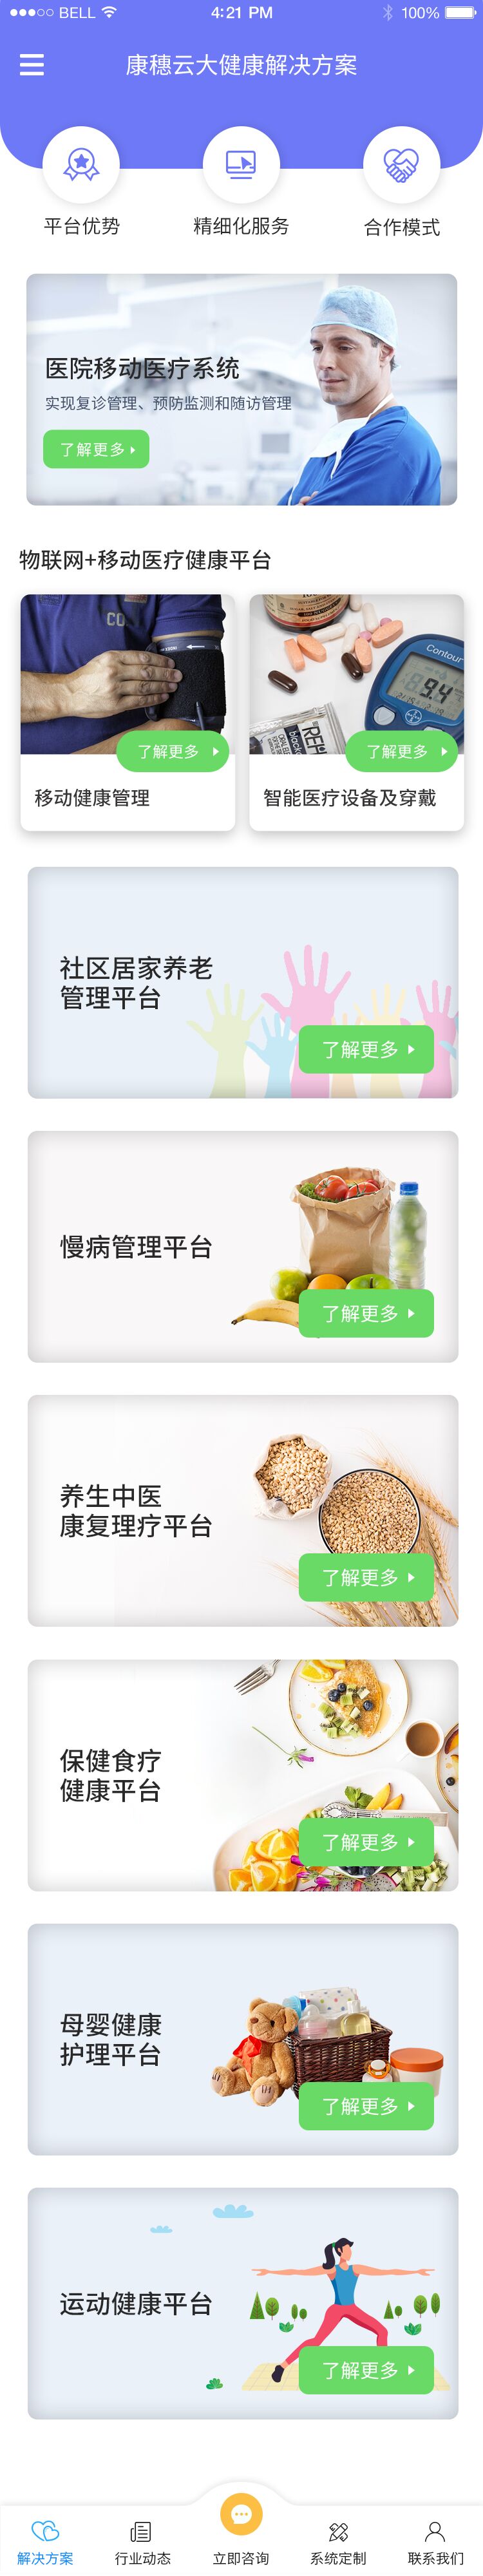 BELL
4:21 PM
100%
康穗云大健康解决方案
平台优势
精细化服务
合作模式
医院移动医疗系统
实现复诊管理、预防监测和随访管理
了解更多
物联网+移动医疗健康平台
CO
Contour
9.4
了解更多
了解更多
移动健康管理
智能医疗设备及穿戴
社区居家养老
管理平台
了解更多
慢病管理平台
了解更多
养生中医
康复理疗平台
了解更多
保健食疗
健康平台
了解更多
母婴健康
护理平台
了解更多
运动健康平台
了解更多
解决方案
行业动态
立即咨询
系统定制
联系我们